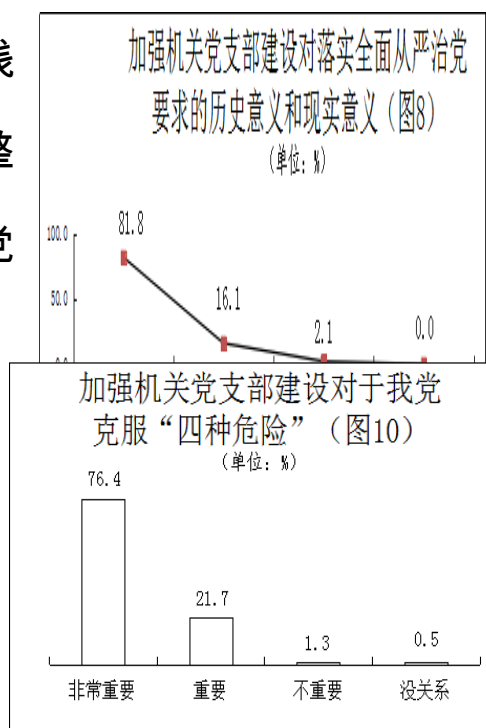 浅
整
党
加强机关党支部建设对落实全面从严治党
要求的历史意义和现实意义（图8）
（单位：%）
100.0
81.8
50.0
16.1
2.1
0.0
加强机关党支部建设对于我党
克服“四种危险”（图10）
（单位：%）
76.4
21.7
1.3
0.5
非常重要 重要 不重要 没关系